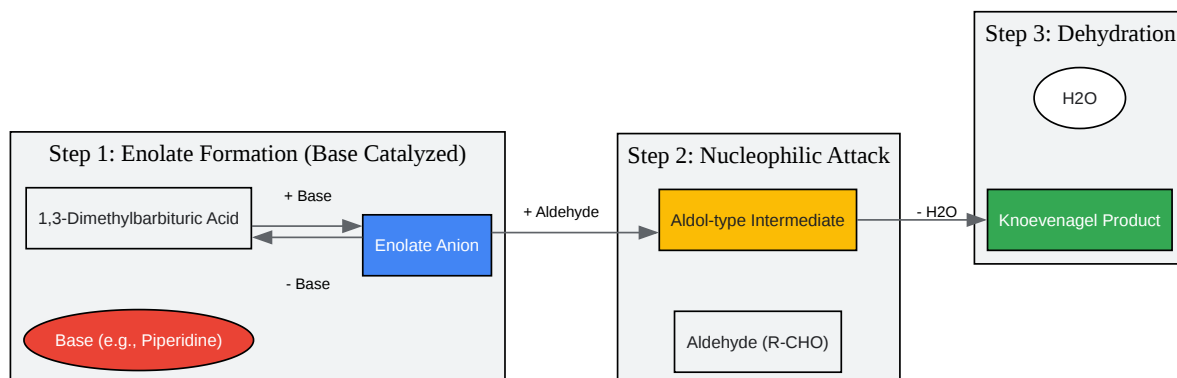 Step 1: Enolate Formation (Base Catalyzed)
1,3-Dimethylbarbituric Acid
+ Base
- Base
Enolate Anion
Base (e.g., Piperidine)
+ Aldehyde
Step 2: Nucleophilic Attack
Aldol-type Intermediate
Aldehyde (R-CHO)
- H2O
Step 3: Dehydration
H2O
Knoevenagel Product